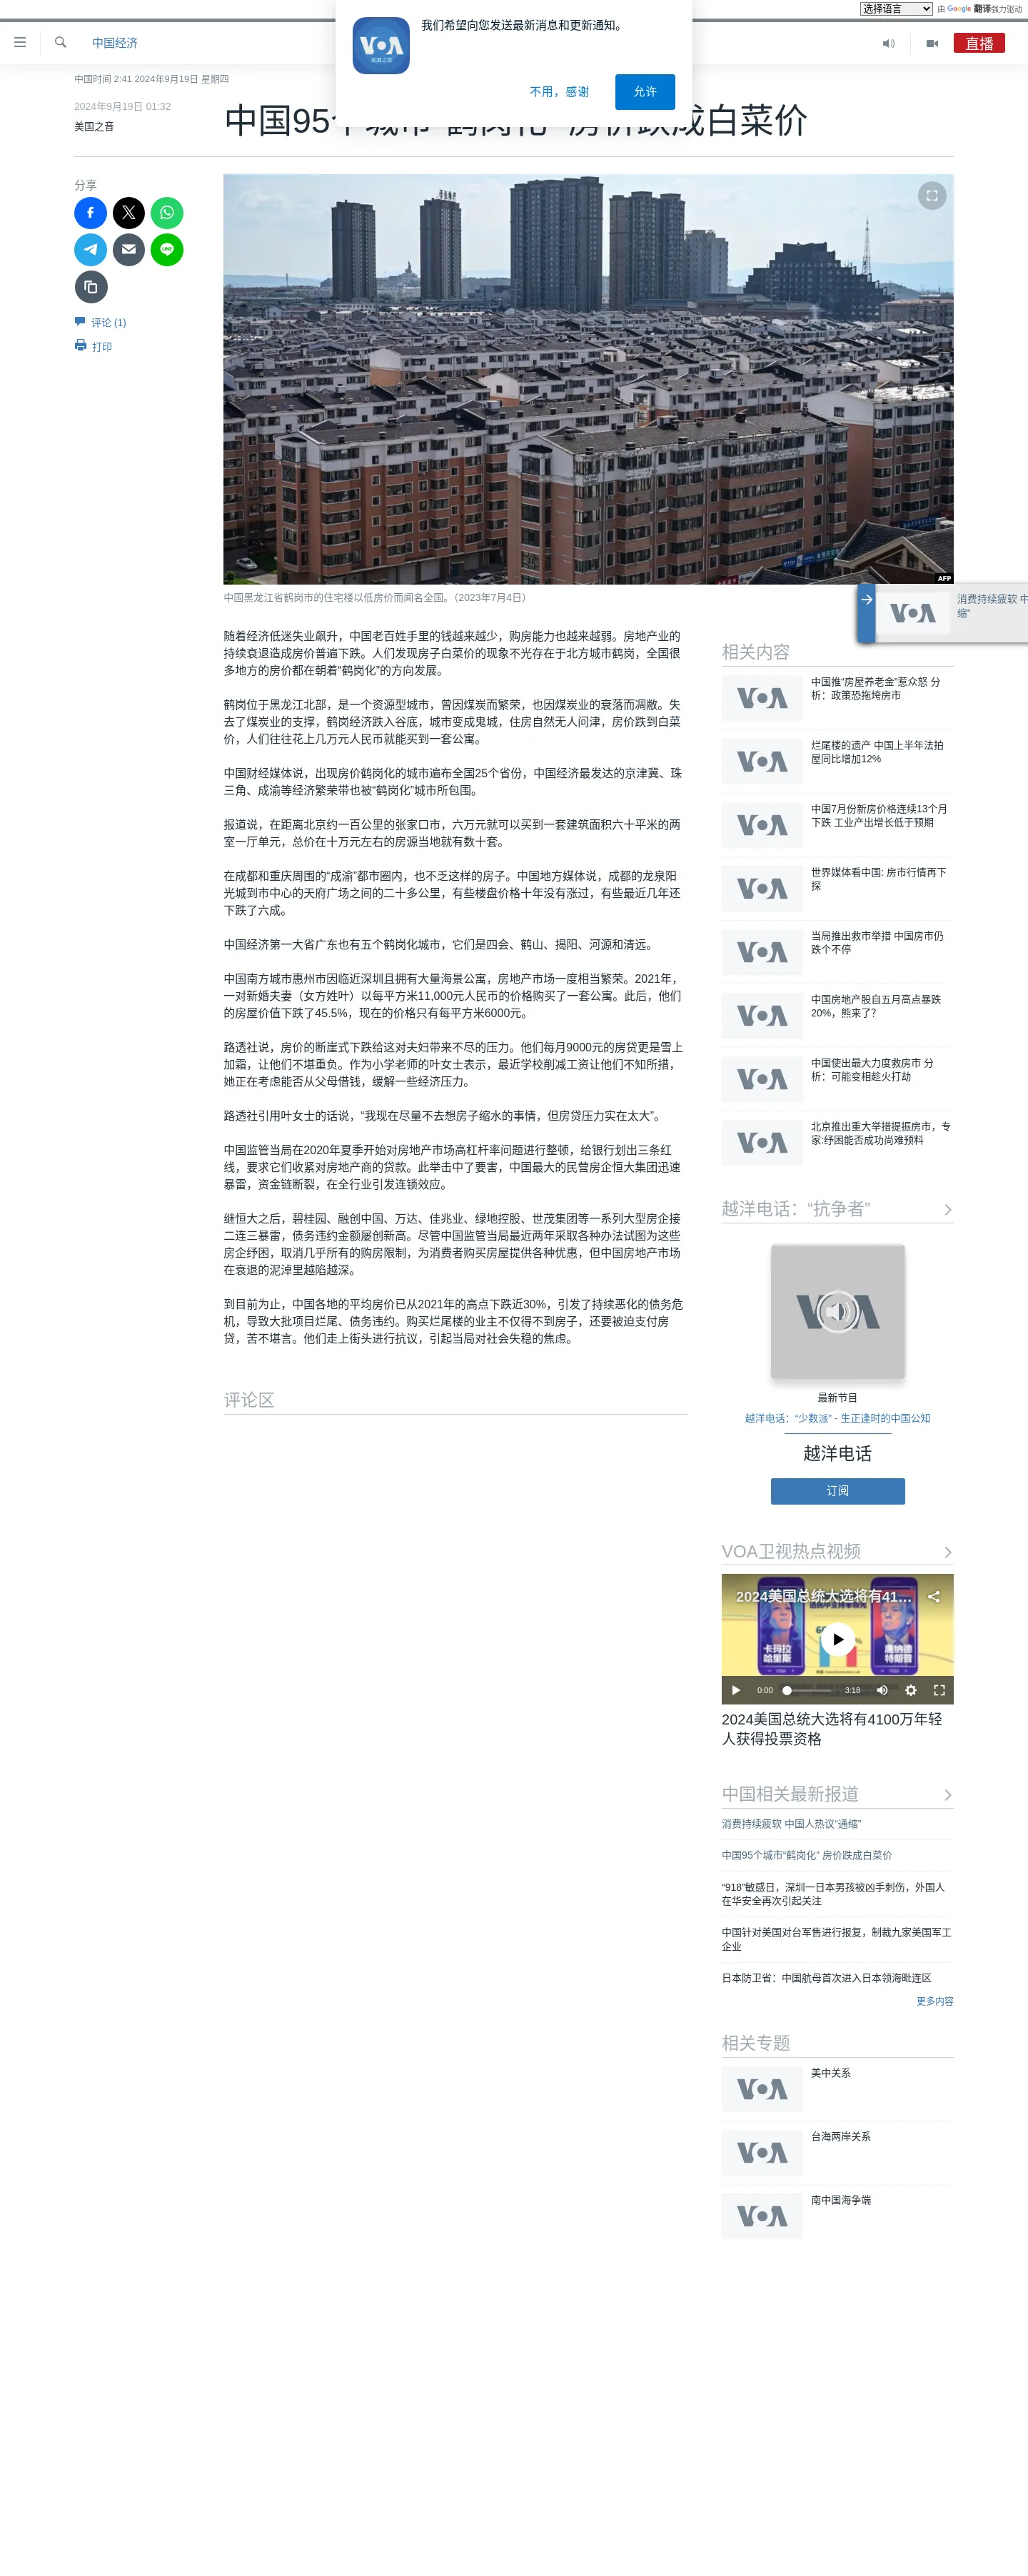 选择语言 由 Google 翻译强力驱动
我们希望向您发送最新消息和更新通知。
不用，感谢 允许
中国经济
直播
中国时间 2:41 2024年9月19日 星期四
2024年9月19日 01:32
美国之音
中国95个城市“鹤岗化” 房价跌成白菜价
分享
评论 (1)
打印
AFP
中国黑龙江省鹤岗市的住宅楼以低房价而闻名全国。（2023年7月4日）
消费持续疲软 中
缩”
随着经济低迷失业飙升，中国老百姓手里的钱越来越少，购房能力也越来越弱。房地产业的
持续衰退造成房价普遍下跌。人们发现房子白菜价的现象不光存在于北方城市鹤岗，全国很
多地方的房价都在朝着“鹤岗化”的方向发展。
鹤岗位于黑龙江北部，是一个资源型城市，曾因煤炭而繁荣，也因煤炭业的衰落而凋敝。失
去了煤炭业的支撑，鹤岗经济跌入谷底，城市变成鬼城，住房自然无人问津，房价跌到白菜
价，人们往往花上几万元人民币就能买到一套公寓。
中国财经媒体说，出现房价鹤岗化的城市遍布全国25个省份，中国经济最发达的京津冀、珠
三角、成渝等经济繁荣带也被“鹤岗化”城市所包围。
报道说，在距离北京约一百公里的张家口市，六万元就可以买到一套建筑面积六十平米的两
室一厅单元，总价在十万元左右的房源当地就有数十套。
在成都和重庆周围的“成渝”都市圈内，也不乏这样的房子。中国地方媒体说，成都的龙泉阳
光城到市中心的天府广场之间的二十多公里，有些楼盘价格十年没有涨过，有些最近几年还
下跌了六成。
中国经济第一大省广东也有五个鹤岗化城市，它们是四会、鹤山、揭阳、河源和清远。
中国南方城市惠州市因临近深圳且拥有大量海景公寓，房地产市场一度相当繁荣。2021年，
一对新婚夫妻（女方姓叶）以每平方米11,000元人民币的价格购买了一套公寓。此后，他们
的房屋价值下跌了45.5%，现在的价格只有每平方米6000元。
路透社说，房价的断崖式下跌给这对夫妇带来不尽的压力。他们每月9000元的房贷更是雪上
加霜，让他们不堪重负。作为小学老师的叶女士表示，最近学校削减工资让他们不知所措，
她正在考虑能否从父母借钱，缓解一些经济压力。
路透社引用叶女士的话说，“我现在尽量不去想房子缩水的事情，但房贷压力实在太大”。
中国监管当局在2020年夏季开始对房地产市场高杠杆率问题进行整顿，给银行划出三条红
线，要求它们收紧对房地产商的贷款。此举击中了要害，中国最大的民营房企恒大集团迅速
暴雷，资金链断裂，在全行业引发连锁效应。
继恒大之后，碧桂园、融创中国、万达、佳兆业、绿地控股、世茂集团等一系列大型房企接
二连三暴雷，债务违约金额屡创新高。尽管中国监管当局最近两年采取各种办法试图为这些
房企纾困，取消几乎所有的购房限制，为消费者购买房屋提供各种优惠，但中国房地产市场
在衰退的泥淖里越陷越深。
到目前为止，中国各地的平均房价已从2021年的高点下跌近30%，引发了持续恶化的债务危
机，导致大批项目烂尾、债务违约。购买烂尾楼的业主不仅得不到房子，还要被迫支付房
贷，苦不堪言。他们走上街头进行抗议，引起当局对社会失稳的焦虑。
评论区
相关内容
中国推“房屋养老金”惹众怒 分
析：政策恐拖垮房市
烂尾楼的遗产 中国上半年法拍
屋同比增加12%
中国7月份新房价格连续13个月
下跌 工业产出增长低于预期
世界媒体看中国: 房市行情再下
探
当局推出救市举措 中国房市仍
跌个不停
中国房地产股自五月高点暴跌
20%，熊来了？
中国使出最大力度救房市 分
析：可能变相趁火打劫
北京推出重大举措提振房市，专
家:纾困能否成功尚难预料
越洋电话：“抗争者”
最新节目
越洋电话：“少数派” - 生正逢时的中国公知
越洋电话
订阅
VOA卫视热点视频
2024美国总统大选将有41…
卡玛拉
哈里斯
唐纳德
特朗普
0:00 3:18
2024美国总统大选将有4100万年轻
人获得投票资格
中国相关最新报道
消费持续疲软 中国人热议“通缩”
中国95个城市“鹤岗化” 房价跌成白菜价
“918”敏感日，深圳一日本男孩被凶手刺伤，外国人
在华安全再次引起关注
中国针对美国对台军售进行报复，制裁九家美国军工
企业
日本防卫省：中国航母首次进入日本领海毗连区
更多内容
相关专题
美中关系
台海两岸关系
南中国海争端